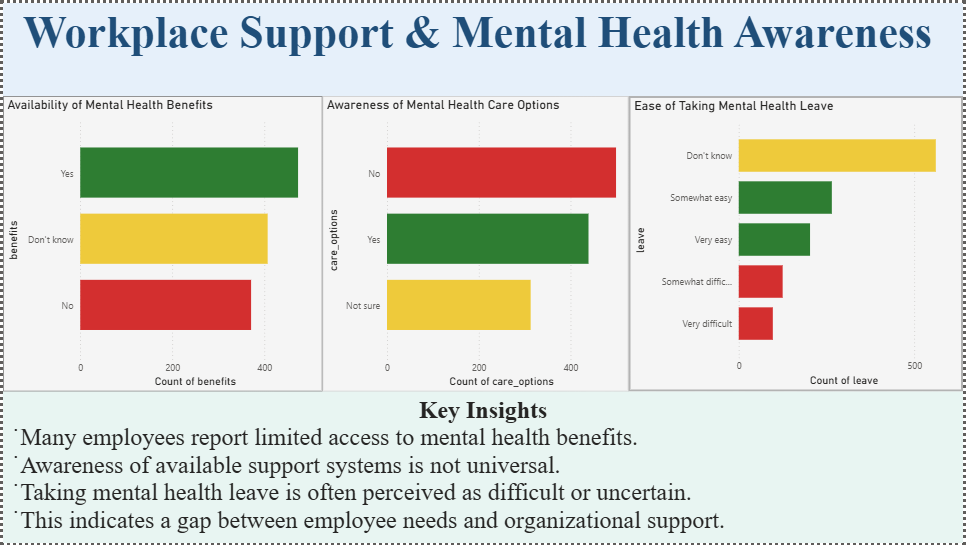 Workplace Support & Mental Health Awareness
Availability of Mental Health Benefits
benefits
Yes
Don't know
No
0 200 400
Count of benefits
Awareness of Mental Health Care Options
care_options
No
Yes
Not sure
0 200 400
Count of care_options
Ease of Taking Mental Health Leave
leave
Don't know
Somewhat easy
Very easy
Somewhat diffic...
Very difficult
0 500
Count of leave
Key Insights
˙Many employees report limited access to mental health benefits.
˙Awareness of available support systems is not universal.
˙Taking mental health leave is often perceived as difficult or uncertain.
˙This indicates a gap between employee needs and organizational support.